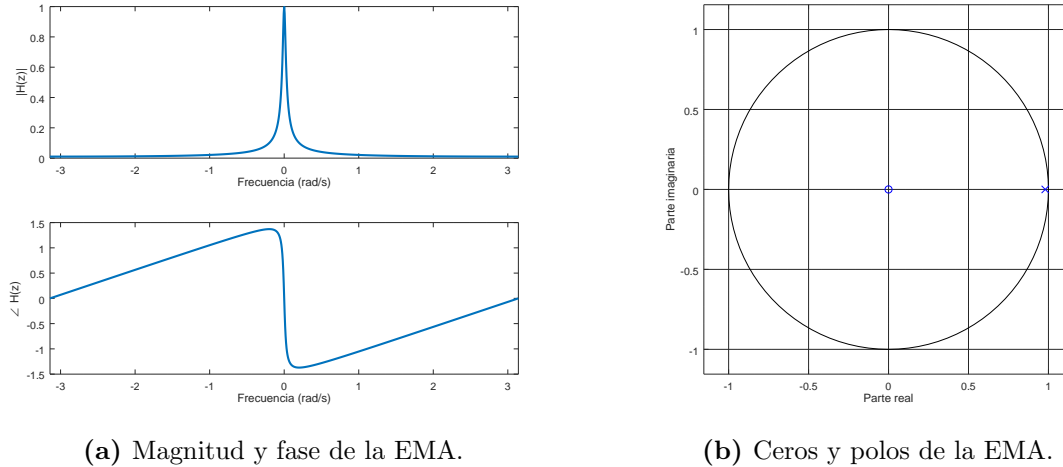 |H(z)|
1
0.8
0.6
0.4
0.2
0
-3 -2 -1 0 1 2 3
Frecuencia (rad/s)
∠ H(z)
1.5
1
0.5
0
-0.5
-1
-1.5
-3 -2 -1 0 1 2 3
Frecuencia (rad/s)
Parte imaginaria
1
0.5
0
-0.5
-1
-1 -0.5 0 0.5 1
Parte real
(a) Magnitud y fase de la EMA.
(b) Ceros y polos de la EMA.